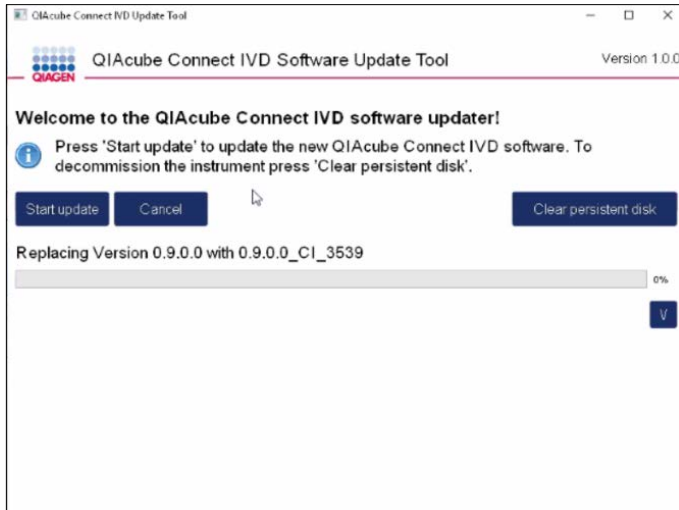 QIAcube Connect IVD Update Tool
QIAGEN
QIAcube Connect IVD Software Update Tool
Version 1.0.0
Welcome to the QIAcube Connect IVD software updater!
Press 'Start update' to update the new QIAcube Connect IVD software. To
decommission the instrument press 'Clear persistent disk'.
Start update
Cancel
Clear persistent disk
Replacing Version 0.9.0.0 with 0.9.0.0_CI_3539
0%
V